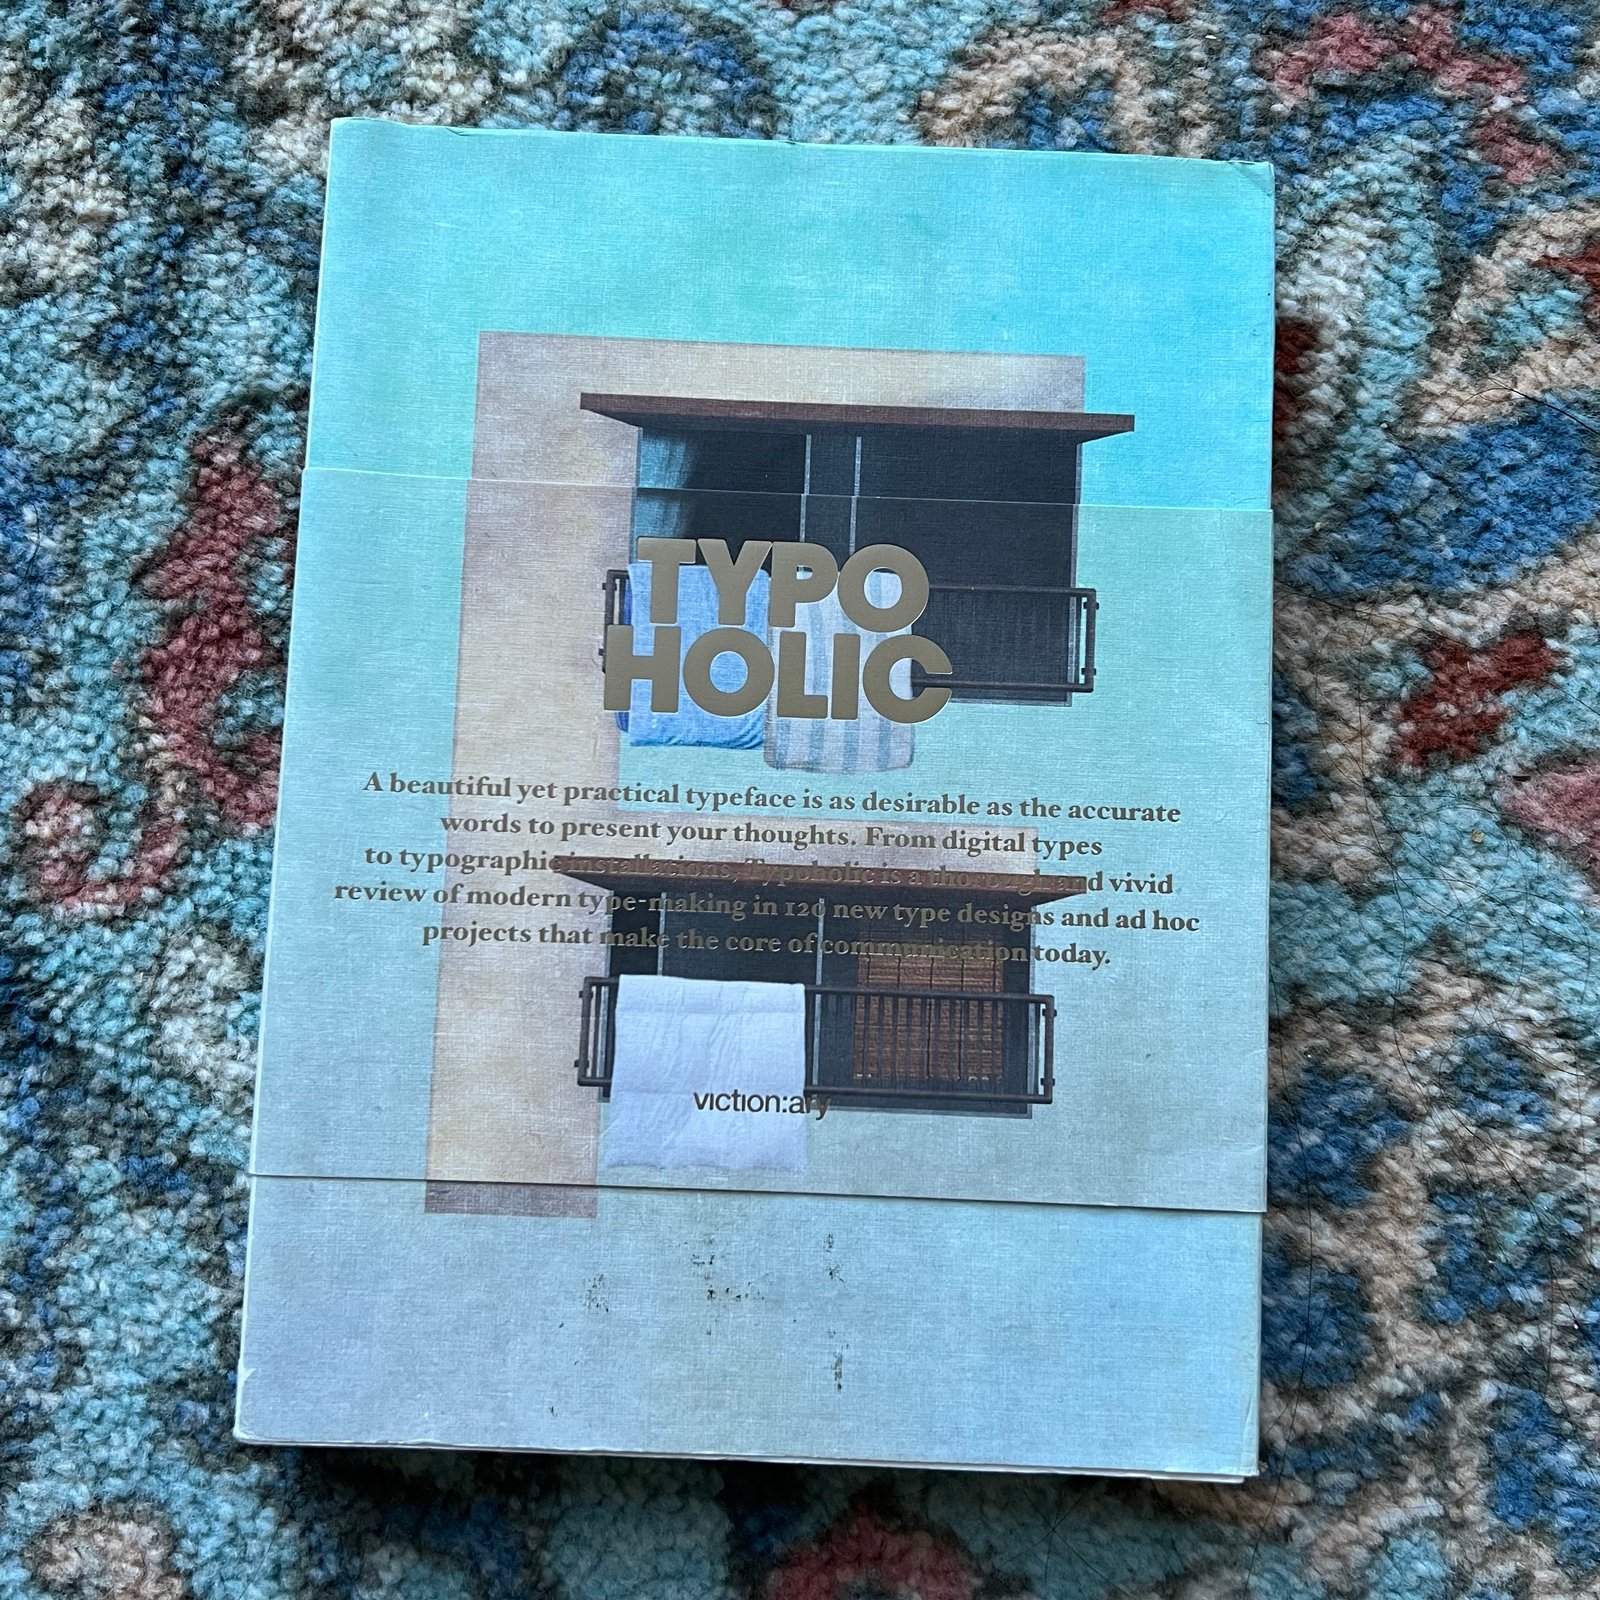 TYPO
HOLIC
A beautiful yet practical typeface is as desirable as the accurate
words to present your thoughts. From digital types
to typographic installations, Typoholic is a thorough and vivid
review of modern type-making in 120 new type designs and ad hoc
projects that make the core of communication today.
viction:ary